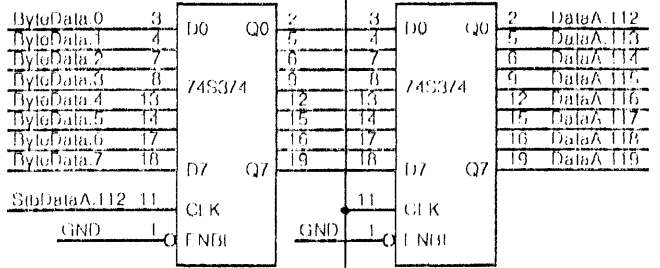 ByteData.0 3 D0 Q0 2 3 D0 Q0 2 DataA.112
ByteData.1 4 5 4 5 DataA.113
ByteData.2 7 6 7 6 DataA.114
ByteData.3 8 74S374 9 8 74S374 9 DataA.115
ByteData.4 13 12 13 12 DataA.116
ByteData.5 14 15 14 15 DataA.117
ByteData.6 17 16 17 16 DataA.118
ByteData.7 18 D7 Q7 19 18 D7 Q7 19 DataA.119
StbDataA.112 11 CLK 11 CLK
GND 1 ENBL GND 1 ENBL